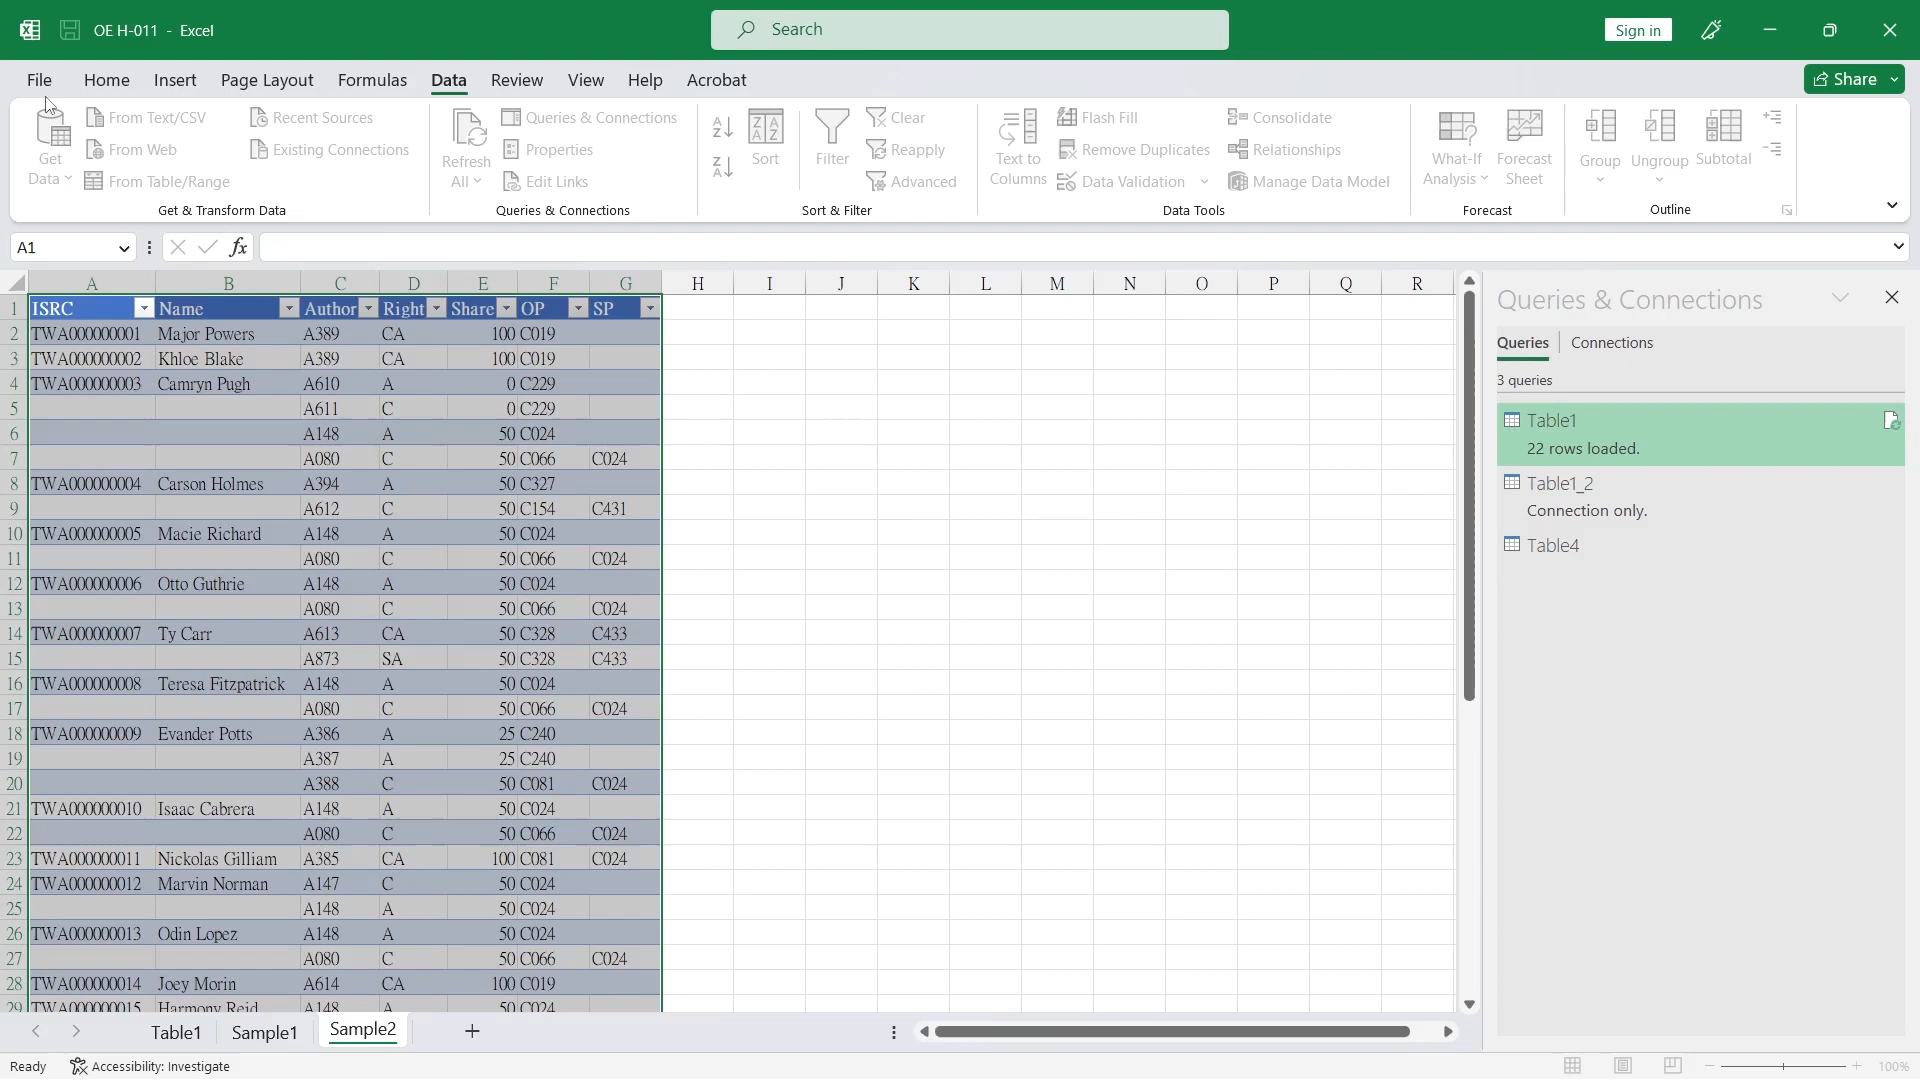 OE H-011 - Excel
Search
Sign in
File Home Insert Page Layout Formulas Data Review View Help Acrobat
Share
Get Data
From Text/CSV
From Web
From Table/Range
Recent Sources
Existing Connections
Get & Transform Data
Refresh All
Queries & Connections
Properties
Edit Links
Queries & Connections
Sort
Filter
Clear
Reapply
Advanced
Sort & Filter
Text to Columns
Flash Fill
Remove Duplicates
Data Validation
Consolidate
Relationships
Manage Data Model
Data Tools
What-If Analysis
Forecast Sheet
Forecast
Group
Ungroup
Subtotal
Outline
A1
fx
A B C D E F G H I J K L M N O P Q R
1 ISRC Name Author Right Share OP SP
2 TWA000000001 Major Powers A389 CA 100 C019
3 TWA000000002 Khloe Blake A389 CA 100 C019
4 TWA000000003 Camryn Pugh A610 A 0 C229
5 A611 C 0 C229
6 A148 A 50 C024
7 A080 C 50 C066 C024
8 TWA000000004 Carson Holmes A394 A 50 C327
9 A612 C 50 C154 C431
10 TWA000000005 Macie Richard A148 A 50 C024
11 A080 C 50 C066 C024
12 TWA000000006 Otto Guthrie A148 A 50 C024
13 A080 C 50 C066 C024
14 TWA000000007 Ty Carr A613 CA 50 C328 C433
15 A873 SA 50 C328 C433
16 TWA000000008 Teresa Fitzpatrick A148 A 50 C024
17 A080 C 50 C066 C024
18 TWA000000009 Evander Potts A386 A 25 C240
19 A387 A 25 C240
20 A388 C 50 C081 C024
21 TWA000000010 Isaac Cabrera A148 A 50 C024
22 A080 C 50 C066 C024
23 TWA000000011 Nickolas Gilliam A385 CA 100 C081 C024
24 TWA000000012 Marvin Norman A147 C 50 C024
25 A148 A 50 C024
26 TWA000000013 Odin Lopez A148 A 50 C024
27 A080 C 50 C066 C024
28 TWA000000014 Joey Morin A614 CA 100 C019
29 TWA000000015 Harmony Reid A148 A 50 C024
Queries & Connections
Queries Connections
3 queries
Table1
22 rows loaded.
Table1_2
Connection only.
Table4
Table1 Sample1 Sample2
Ready Accessibility: Investigate
100%